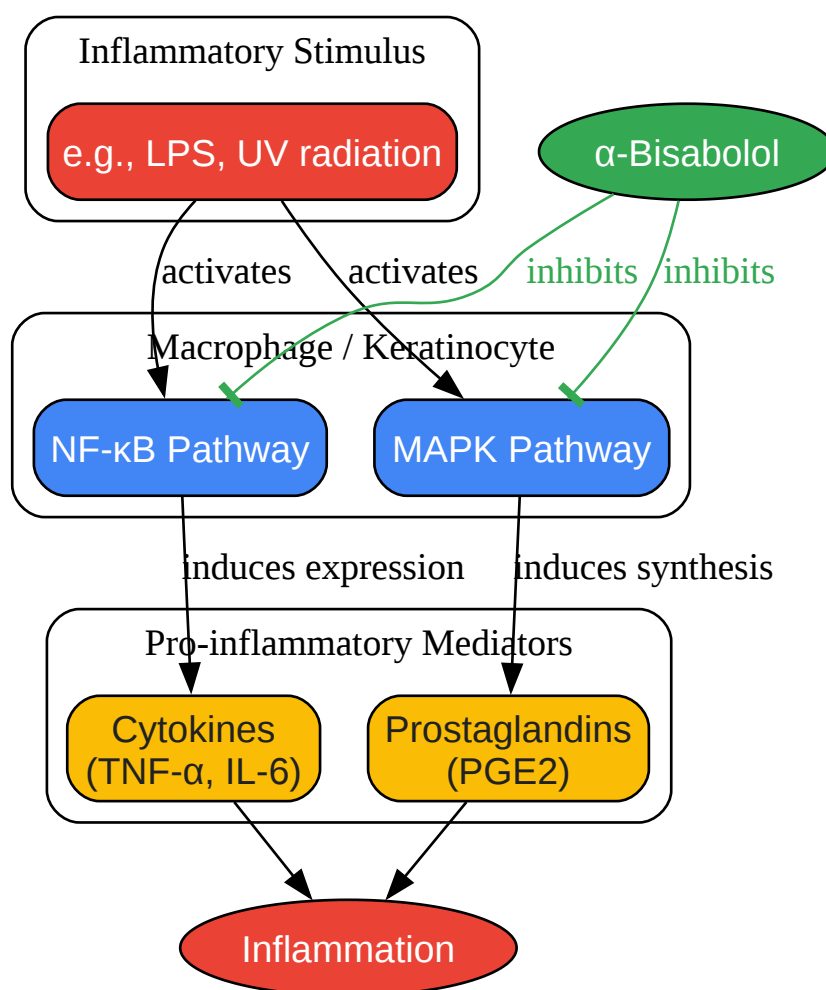 Inflammatory Stimulus
e.g., LPS, UV radiation
α-Bisabolol
activates
activates
inhibits
inhibits
Macrophage / Keratinocyte
NF-κB Pathway
MAPK Pathway
induces expression
induces synthesis
Pro-inflammatory Mediators
Cytokines
(TNF-α, IL-6)
Prostaglandins
(PGE2)
Inflammation